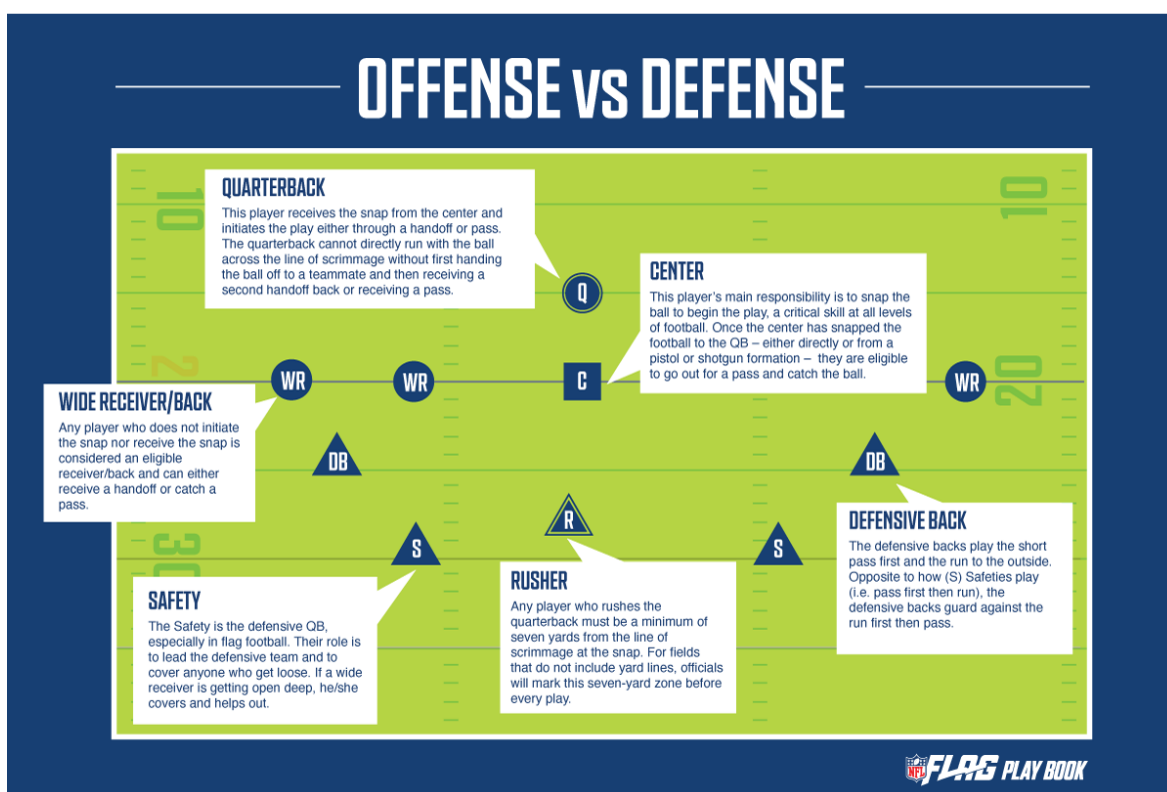 OFFENSE VS DEFENSE
10
10
QUARTERBACK
This player receives the snap from the center and
initiates the play either through a handoff or pass.
The quarterback cannot directly run with the ball
across the line of scrimmage without first handing
the ball off to a teammate and then receiving a
second handoff back or receiving a pass.
Q
CENTER
This player's main responsibility is to snap the
ball to begin the play, a critical skill at all levels
of football. Once the center has snapped the
football to the QB – either directly or from a
pistol or shotgun formation – they are eligible
to go out for a pass and catch the ball.
2
WR
WR
C
WR
20
WIDE RECEIVER/BACK
Any player who does not initiate
the snap nor receive the snap is
considered an eligible
receiver/back and can either
receive a handoff or catch a
pass.
DB
DB
R
S
S
30
DEFENSIVE BACK
The defensive backs play the short
pass first and the run to the outside.
Opposite to how (S) Safeties play
(i.e. pass first then run), the
defensive backs guard against the
run first then pass.
SAFETY
The Safety is the defensive QB,
especially in flag football. Their role is
to lead the defensive team and to
cover anyone who get loose. If a wide
receiver is getting open deep, he/she
covers and helps out.
RUSHER
Any player who rushes the
quarterback must be a minimum of
seven yards from the line of
scrimmage at the snap. For fields
that do not include yard lines, officials
will mark this seven-yard zone before
every play.
NFL FLAG PLAY BOOK